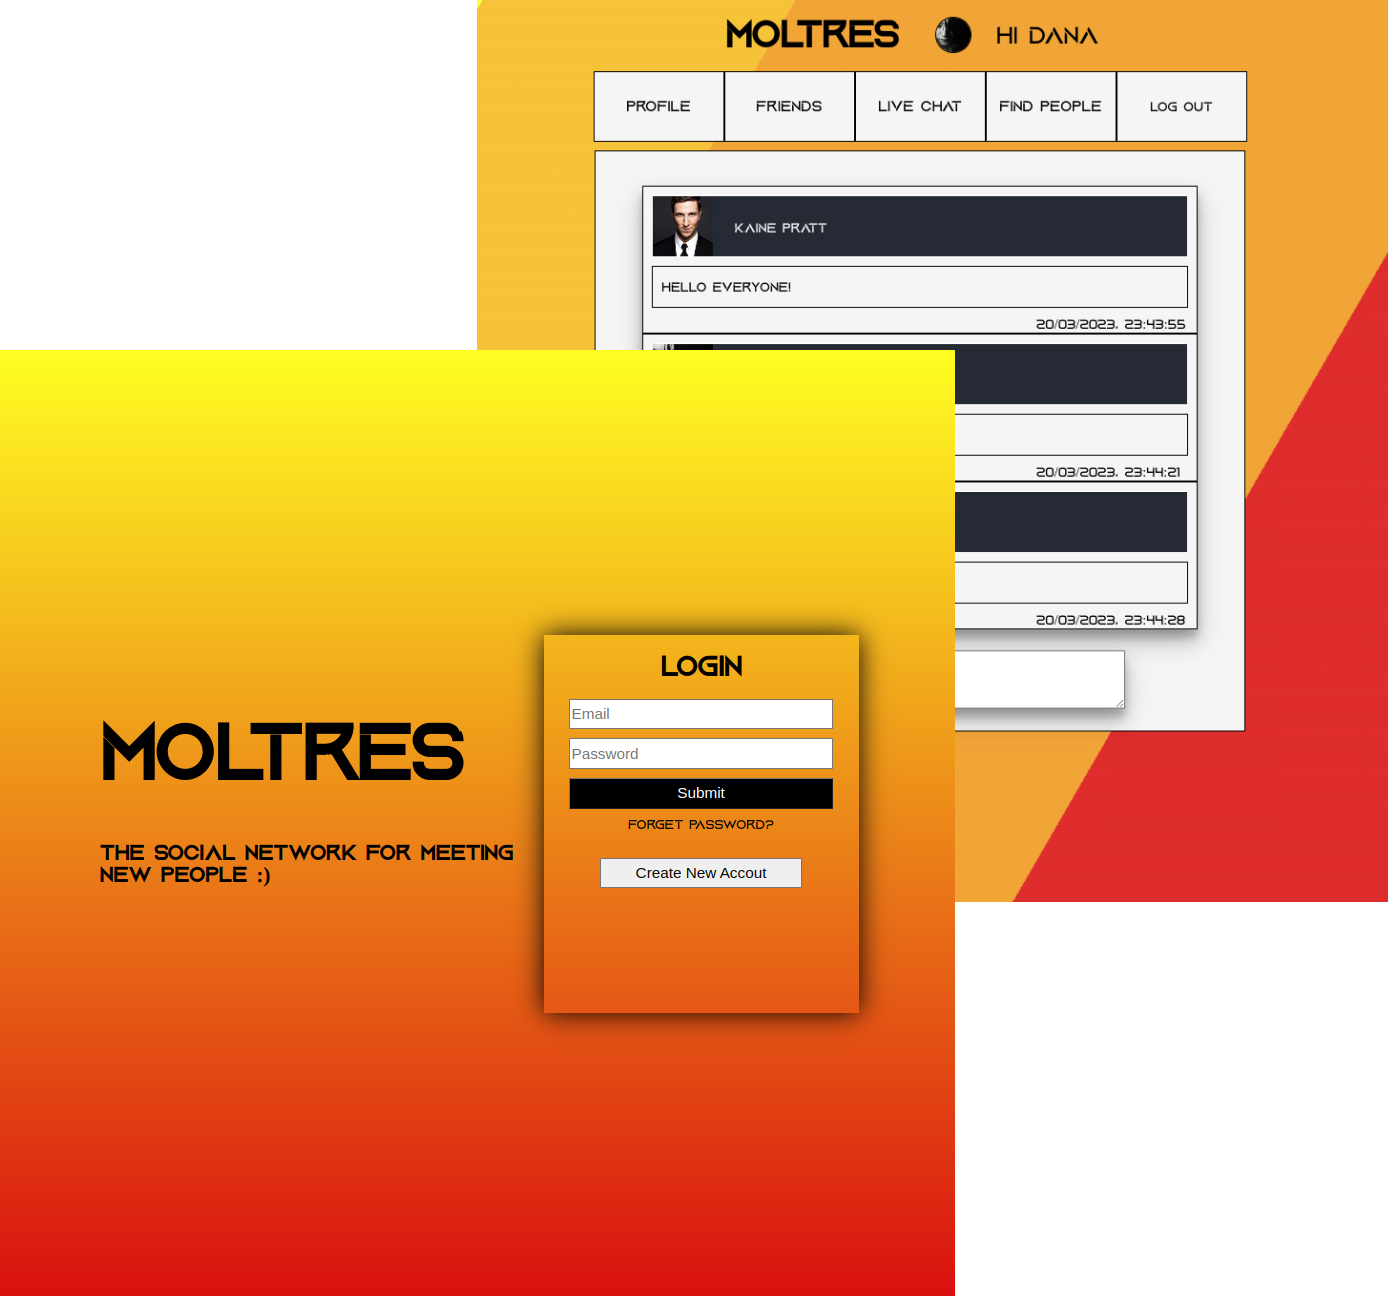 MOLTRES HI DANA
PROFILE FRIENDS LIVE CHAT FIND PEOPLE LOG OUT
KAINE PRATT
HELLO EVERYONE!
20/03/2023, 23:43:55
20/03/2023, 23:44:21
20/03/2023, 23:44:28
MOLTRES
THE SOCIAL NETWORK FOR MEETING
NEW PEOPLE :)
LOGIN
Email
Password
Submit
FORGET PASSWORD?
Create New Accout